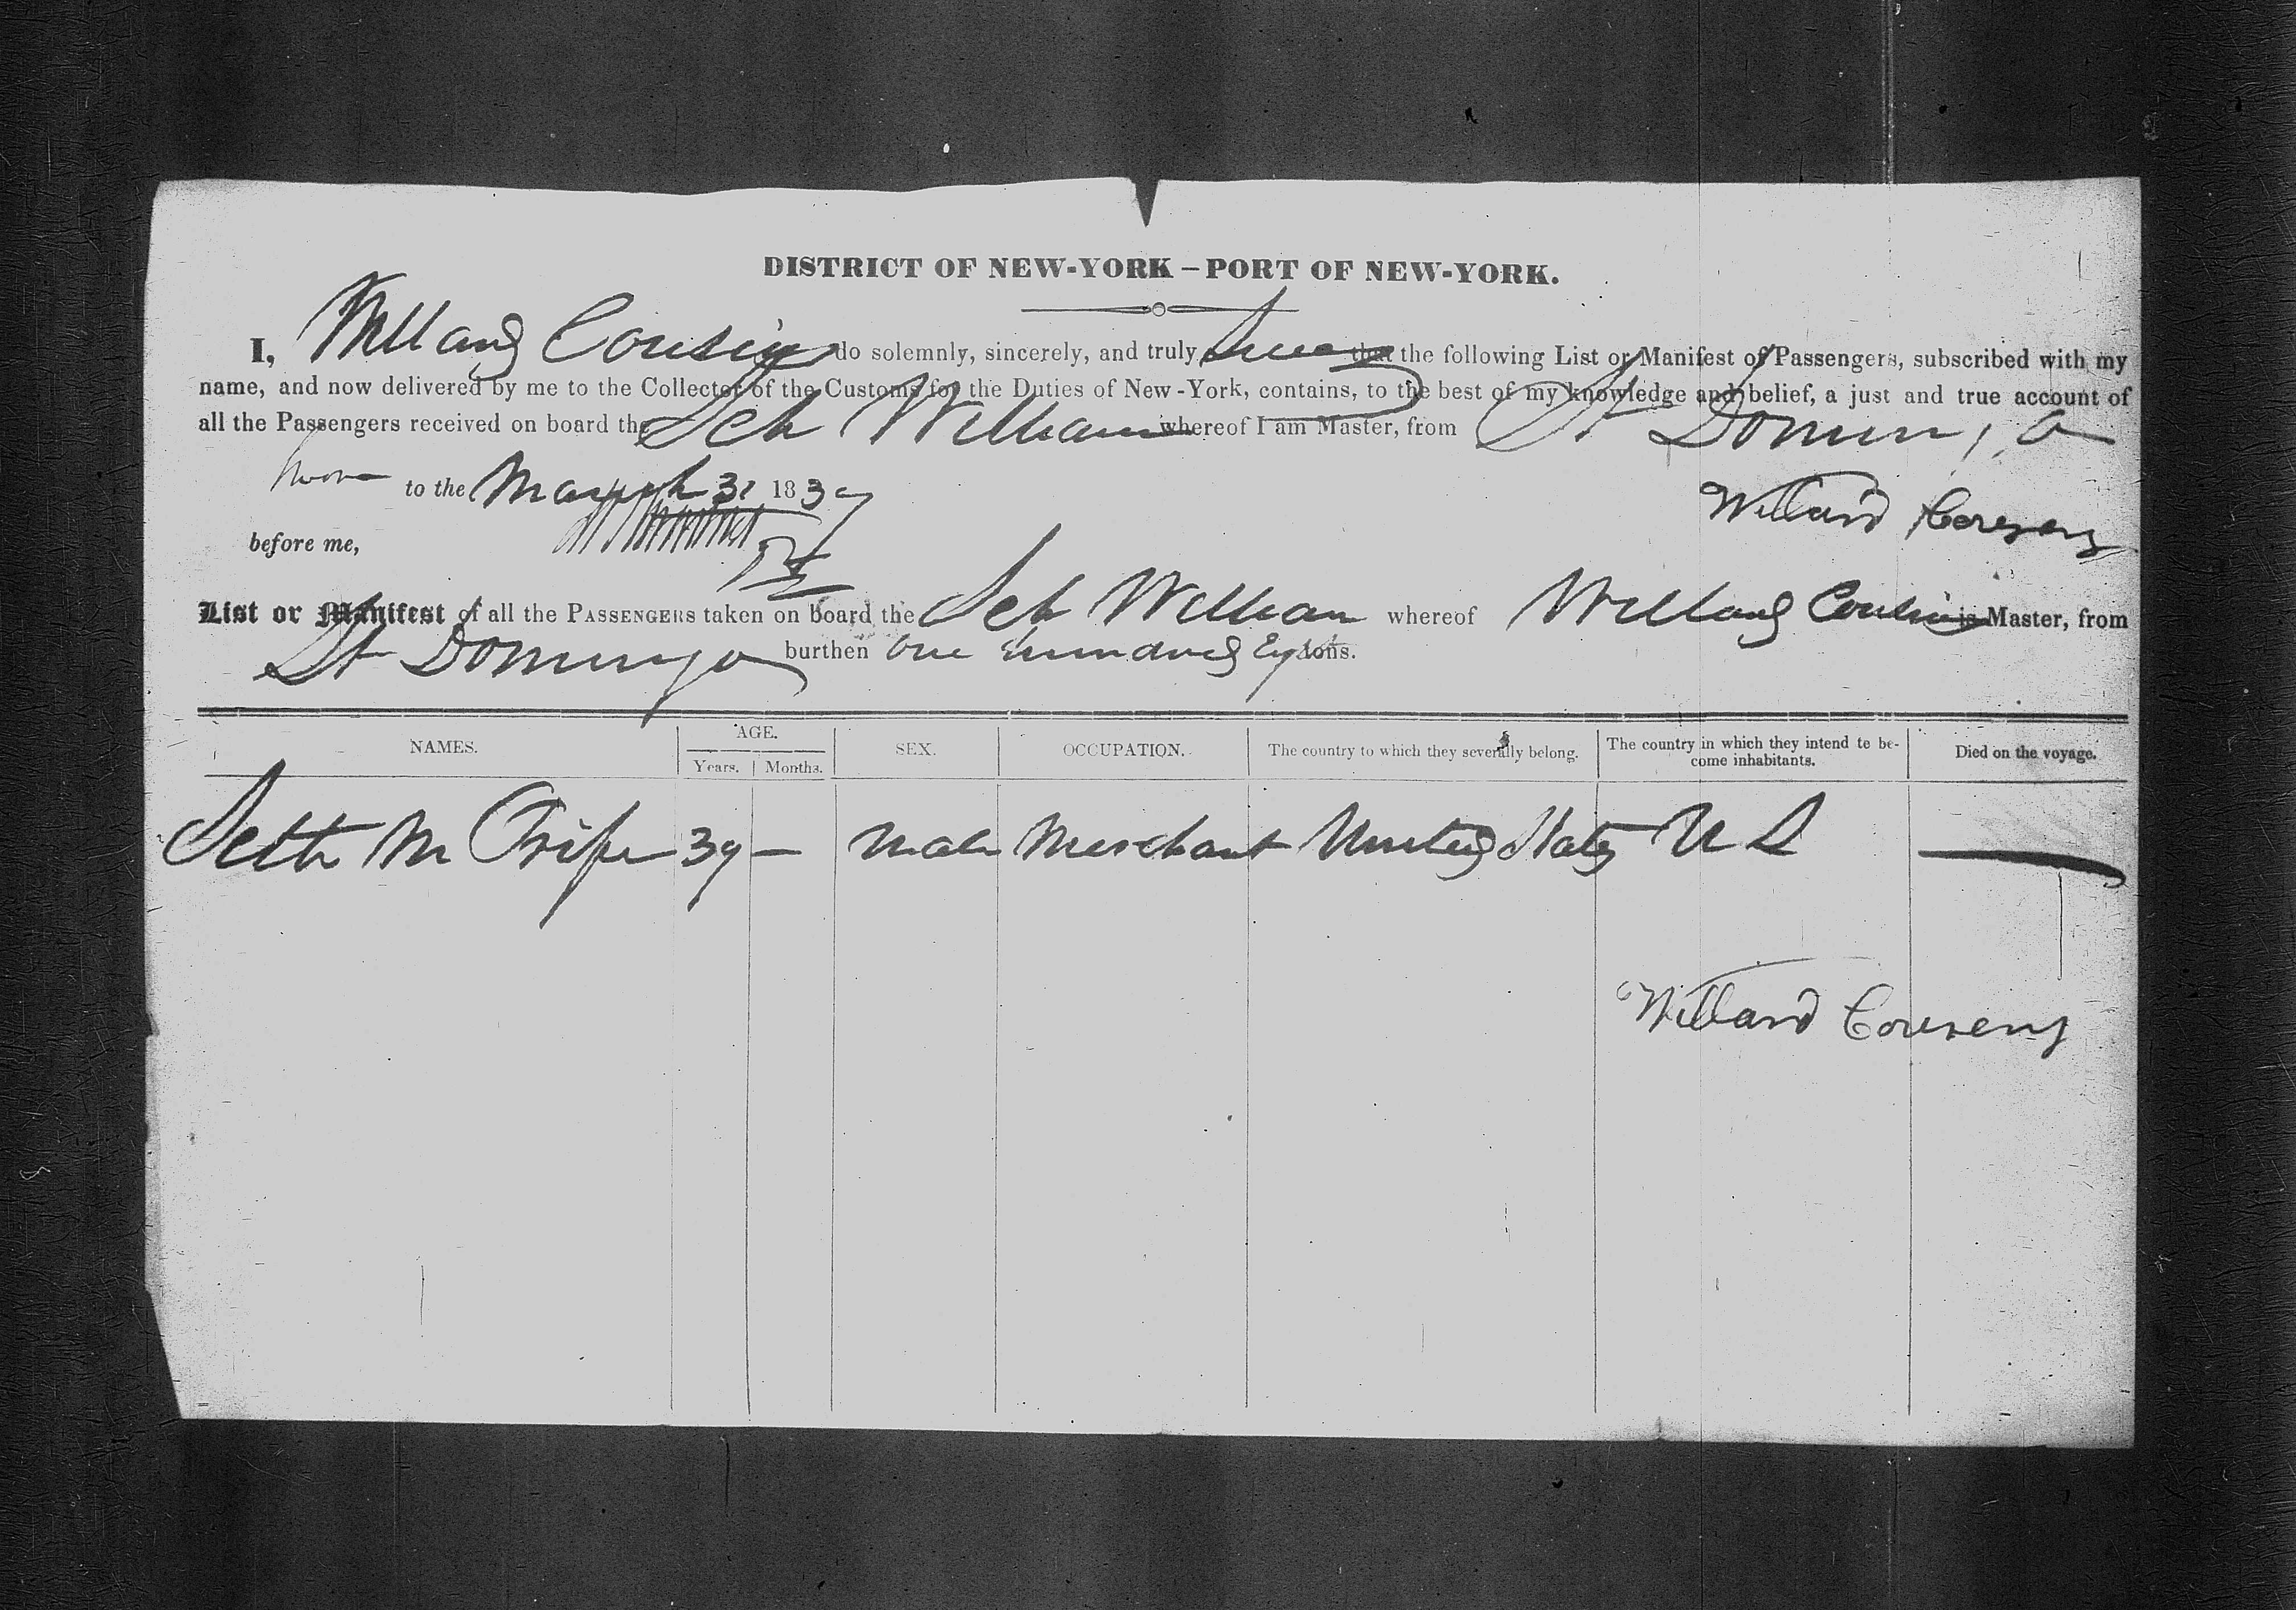 DISTRICT OF NEW-YORK – PORT OF NEW-YORK.
I, Willard Cousins do solemnly, sincerely, and truly swear that the following List or Manifest of Passengers, subscribed with my
name, and now delivered by me to the Collector of the Customs for the Duties of New-York, contains, to the best of my knowledge and belief, a just and true account of
all the Passengers received on board the Sch William whereof I am Master, from St Domingo
Sworn to the March 31 1837
Willard Cousens
before me,
List or Manifest of all the PASSENGERS taken on board the Sch William whereof Willard Cousins is Master, from
St Domingo burthen One Hundred tons.
NAMES. AGE. Years. Months. SEX. OCCUPATION. The country to which they severally belong. The country in which they intend te become inhabitants. Died on the voyage.
Seth M 39 — male Merchant United States U S —
Willard Cousens